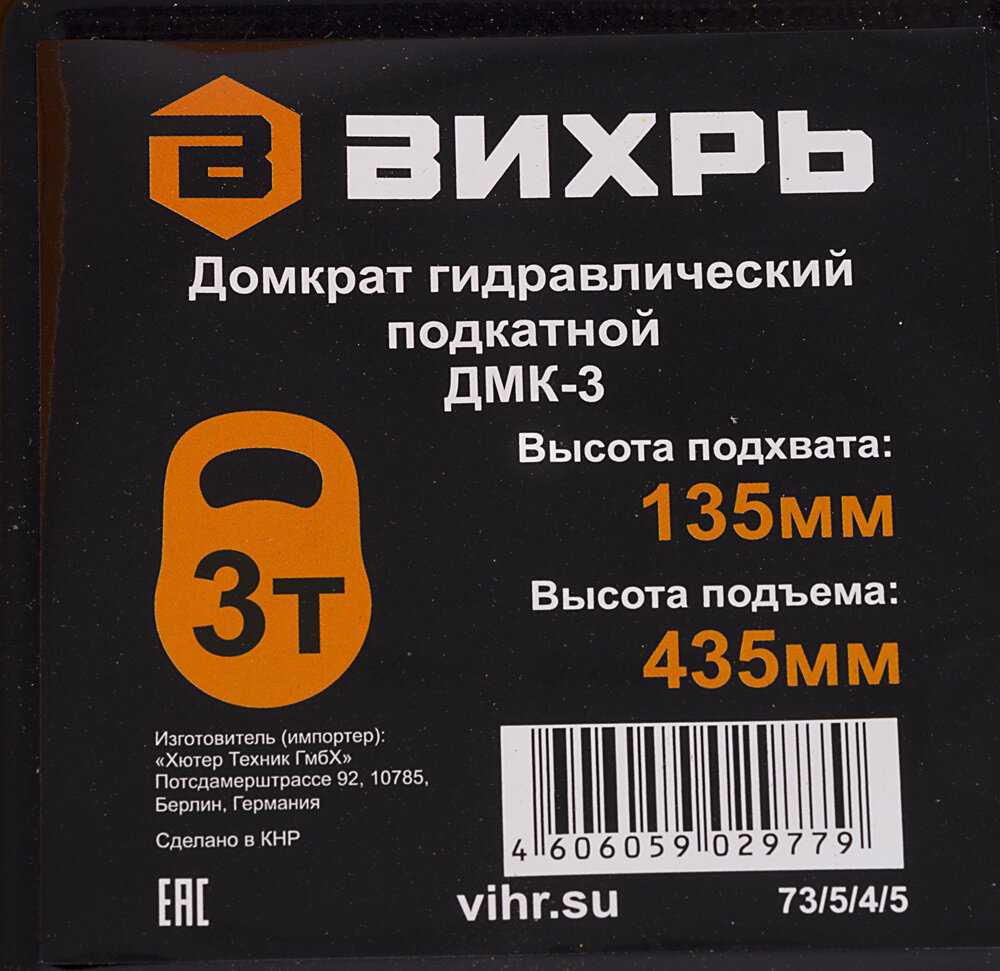 ВИХРЬ
Домкрат гидравлический
подкатной
ДМК-3
Высота подхвата:
135мм
3т
Высота подъема:
435мм
Изготовитель (импортер):
«Хютер Техник ГмбХ»
Потсдамерштрассе 92, 10785,
Берлин, Германия
Сделано в КНР
4 606059 029779
EAC
vihr.su
73/5/4/5